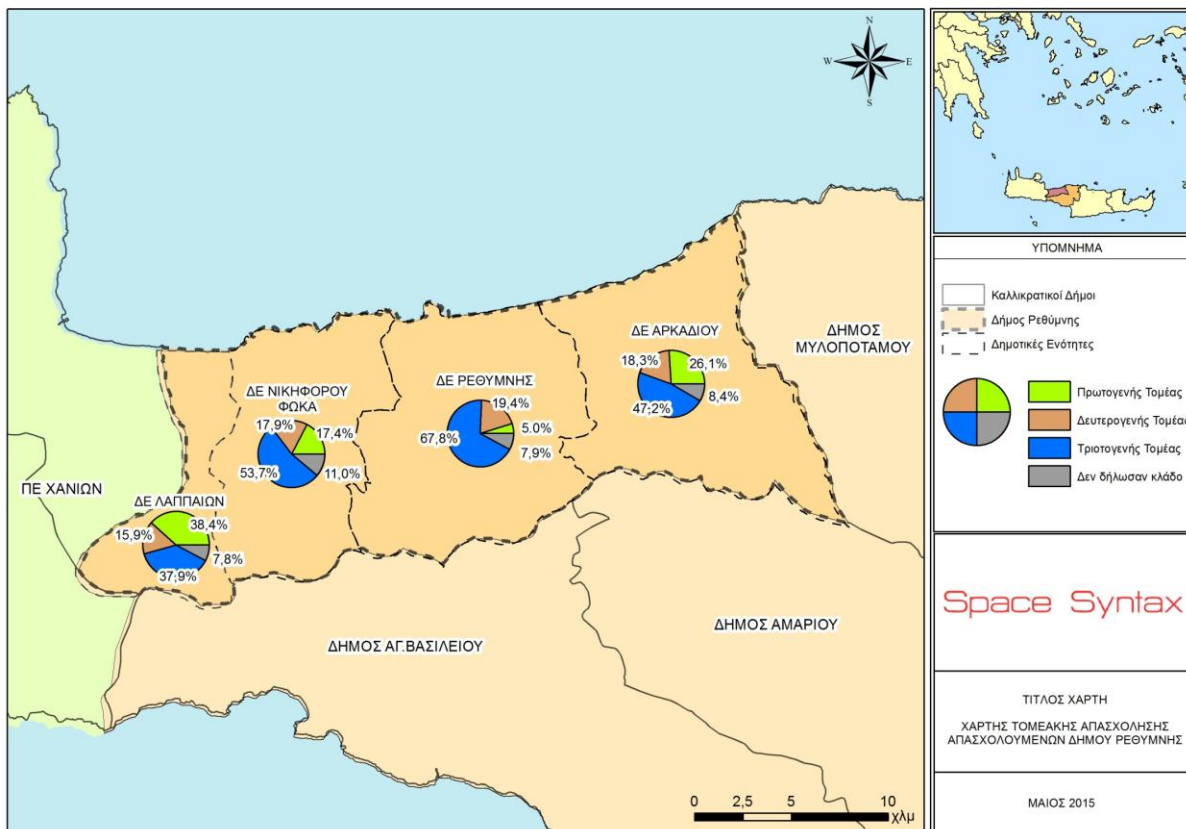 N
W E
S
ΔΕ ΑΡΚΑΔΙΟΥ
18,3%
26,1%
47,2%
8,4%
ΔΗΜΟΣ
ΜΥΛΟΠΟΤΑΜΟΥ
ΔΕ ΡΕΘΥΜΝΗΣ
19,4%
5.0%
67,8%
7,9%
ΔΕ ΝΙΚΗΦΟΡΟΥ
ΦΩΚΑ
17,9%
17,4%
53,7%
11,0%
ΠΕ ΧΑΝΙΩΝ
ΔΕ ΛΑΠΠΑΙΩΝ
15,9%
38,4%
7,8%
37,9%
ΔΗΜΟΣ ΑΓ.ΒΑΣΙΛΕΙΟΥ
ΔΗΜΟΣ ΑΜΑΡΙΟΥ
0 2,5 5 10
χλμ
ΥΠΟΜΝΗΜΑ
Καλλικρατικοί Δήμοι
Δήμος Ρεθύμνης
Δημοτικές Ενότητες
Πρωτογενής Τομέας
Δευτερογενής Τομέας
Τριοτογενής Τομέας
Δεν δήλωσαν κλάδο
Space Syntax
ΤΙΤΛΟΣ ΧΑΡΤΗ
ΧΑΡΤΗΣ ΤΟΜΕΑΚΗΣ ΑΠΑΣΧΟΛΗΣΗΣ
ΑΠΑΣΧΟΛΟΥΜΕΝΩΝ ΔΗΜΟΥ ΡΕΘΥΜΝΗΣ
ΜΑΙΟΣ 2015